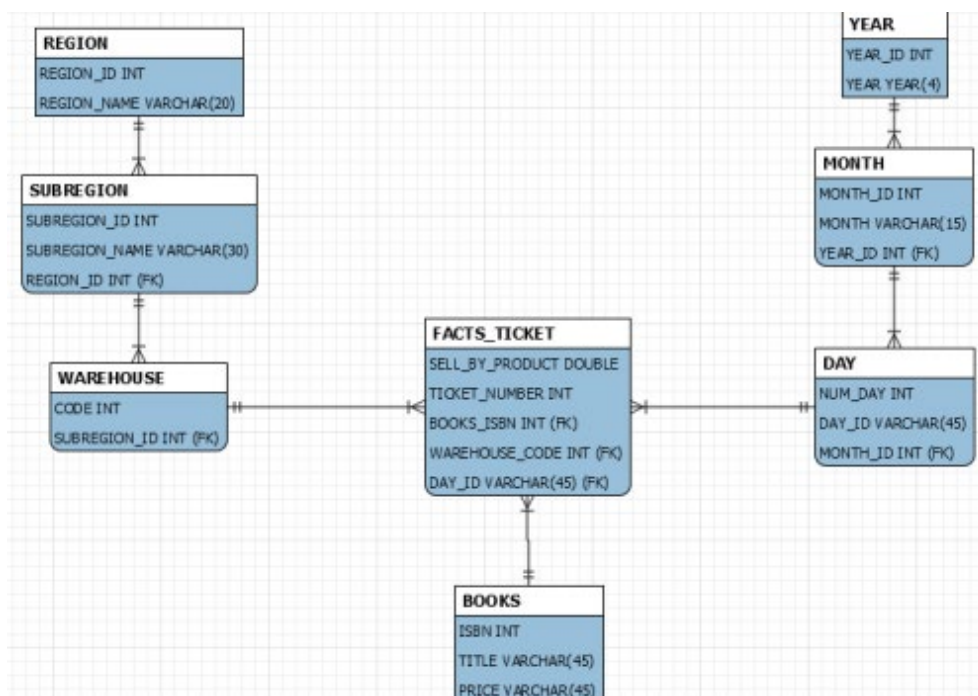 REGION
REGION_ID INT
REGION_NAME VARCHAR(20)
SUBREGION
SUBREGION_ID INT
SUBREGION_NAME VARCHAR(30)
REGION_ID INT (FK)
WAREHOUSE
CODE INT
SUBREGION_ID INT (FK)
FACTS_TICKET
SELL_BY_PRODUCT DOUBLE
TICKET_NUMBER INT
BOOKS_ISBN INT (FK)
WAREHOUSE_CODE INT (FK)
DAY_ID VARCHAR(45) (FK)
BOOKS
ISBN INT
TITLE VARCHAR(45)
PRICE VARCHAR(45)
YEAR
YEAR_ID INT
YEAR YEAR(4)
MONTH
MONTH_ID INT
MONTH VARCHAR(15)
YEAR_ID INT (FK)
DAY
NUM_DAY INT
DAY_ID VARCHAR(45)
MONTH_ID INT (FK)